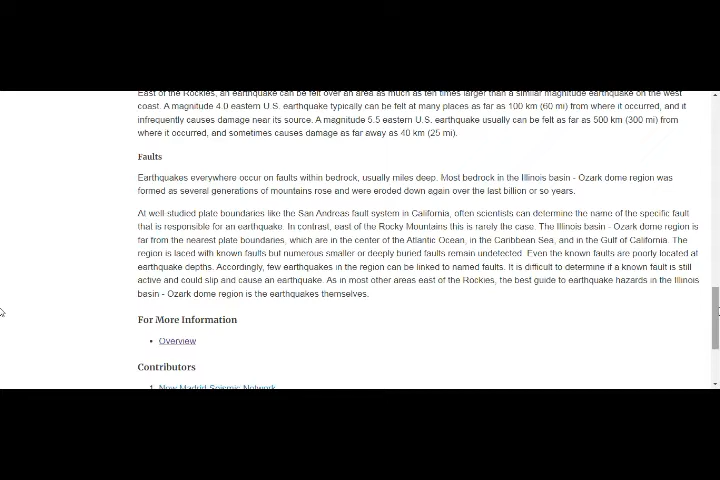 East of the Rockies, an earthquake can be felt over an area as much as ten times larger than a similar magnitude earthquake on the west
coast. A magnitude 4.0 eastern U.S. earthquake typically can be felt at many places as far as 100 km (60 mi) from where it occurred, and it
infrequently causes damage near its source. A magnitude 5.5 eastern U.S. earthquake usually can be felt as far as 500 km (300 mi) from
where it occurred, and sometimes causes damage as far away as 40 km (25 mi).
Faults
Earthquakes everywhere occur on faults within bedrock, usually miles deep. Most bedrock in the Illinois basin - Ozark dome region was
formed as several generations of mountains rose and were eroded down again over the last billion or so years.
At well-studied plate boundaries like the San Andreas fault system in California, often scientists can determine the name of the specific fault
that is responsible for an earthquake. In contrast, east of the Rocky Mountains this is rarely the case. The Illinois basin - Ozark dome region is
far from the nearest plate boundaries, which are in the center of the Atlantic Ocean, in the Caribbean Sea, and in the Gulf of California. The
region is laced with known faults but numerous smaller or deeply buried faults remain undetected. Even the known faults are poorly located at
earthquake depths. Accordingly, few earthquakes in the region can be linked to named faults. It is difficult to determine if a known fault is still
active and could slip and cause an earthquake. As in most other areas east of the Rockies, the best guide to earthquake hazards in the Illinois
basin - Ozark dome region is the earthquakes themselves.
For More Information
• Overview
Contributors
1. New Madrid Seismic Network